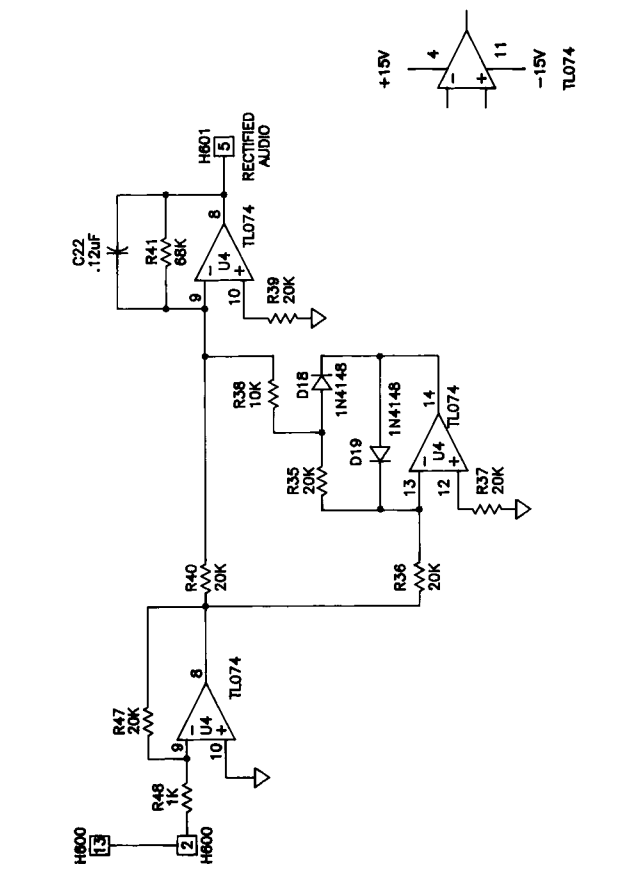 H600
13
2
H600
R48
1K
R47
20K
9
10
−
+
U4
8
TL074
R40
20K
R36
20K
R35
20K
D19
1N4148
13
12
−
+
U4
14
TL074
R37
20K
R38
10K
D18
1N4148
9
10
−
+
U4
8
TL074
R39
20K
C22
.12uF
R41
68K
H601
5
RECTIFIED
AUDIO
+15V
4
−
+
11
−15V
TL074